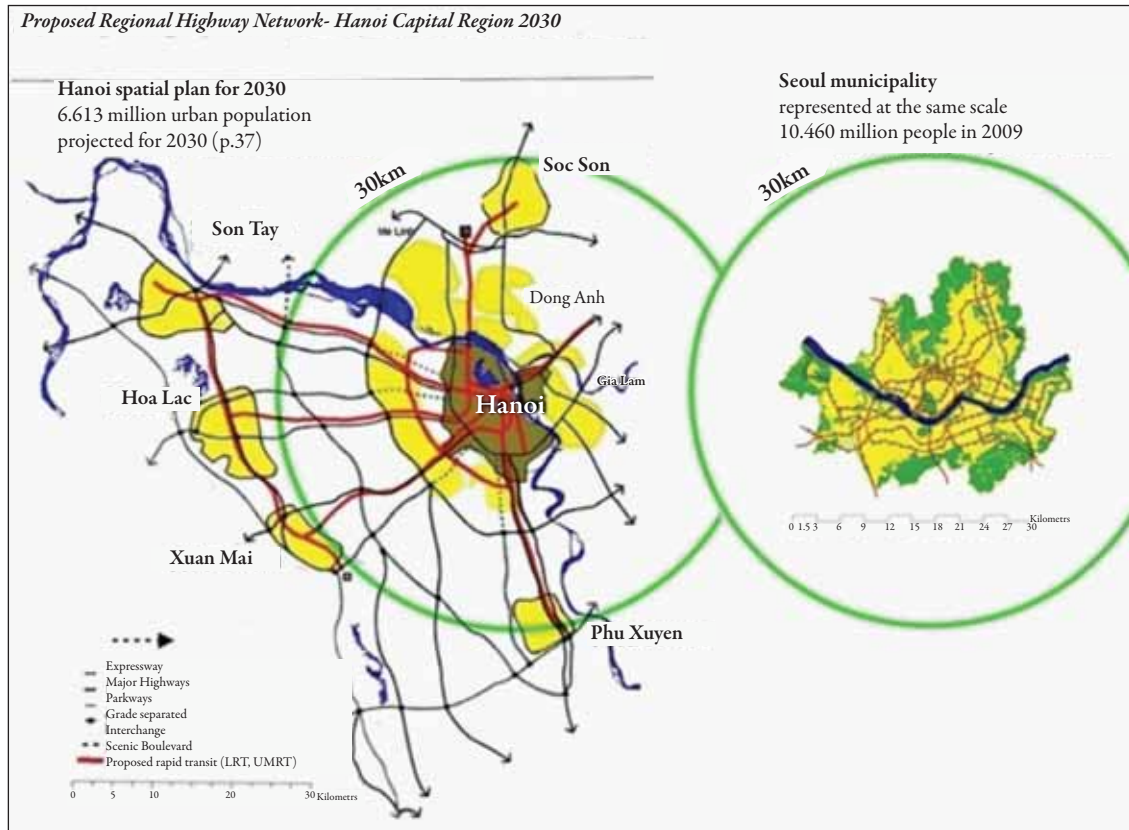 Proposed Regional Highway Network- Hanoi Capital Region 2030
Hanoi spatial plan for 2030
6.613 million urban population
projected for 2030 (p.37)
Seoul municipality
represented at the same scale
10.460 million people in 2009
30km
30km
Soc Son
Me Linh
Son Tay
Dong Anh
Gia Lam
Hoa Lac
Hanoi
Xuan Mai
Phu Xuyen
0 1.5 3 6 9 12 15 18 21 24 27 30 Kilometrs
Expressway
Major Highways
Parkways
Grade separated
Interchange
Scenic Boulevard
Proposed rapid transit (LRT, UMRT)
0 5 10 20 30 Kilometrs